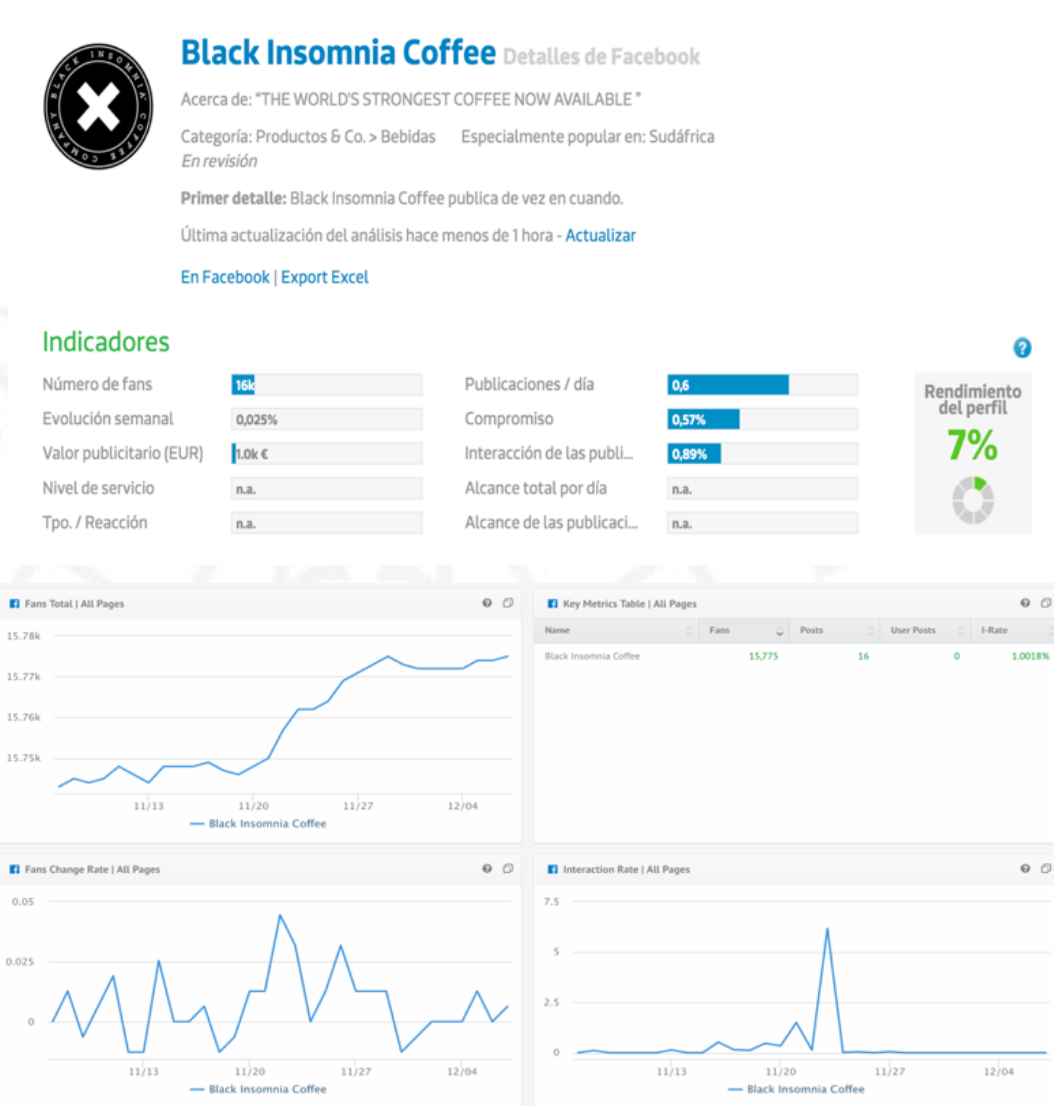 BLACK INSOMNIA COFFEE COMPANY
Black Insomnia Coffee Detalles de Facebook
Acerca de: "THE WORLD'S STRONGEST COFFEE NOW AVAILABLE "
Categoría: Productos & Co. > Bebidas Especialmente popular en: Sudáfrica
En revisión
Primer detalle: Black Insomnia Coffee publica de vez en cuando.
Última actualización del análisis hace menos de 1 hora - Actualizar
En Facebook | Export Excel
Indicadores
?
Número de fans 16k Publicaciones / día 0,6
Evolución semanal 0,025% Compromiso 0,57%
Valor publicitario (EUR) 1.0k € Interacción de las publi... 0,89%
Nivel de servicio n.a. Alcance total por día n.a.
Tpo. / Reacción n.a. Alcance de las publicaci... n.a.
Rendimiento
del perfil
7%
Fans Total | All Pages
15.78k
15.77k
15.76k
15.75k
11/13 11/20 11/27 12/04
Black Insomnia Coffee
Key Metrics Table | All Pages
Name Fans Posts User Posts I-Rate
Black Insomnia Coffee 15,775 16 0 1.0018%
Fans Change Rate | All Pages
0.05
0.025
0
11/13 11/20 11/27 12/04
Black Insomnia Coffee
Interaction Rate | All Pages
7.5
5
2.5
0
11/13 11/20 11/27 12/04
Black Insomnia Coffee